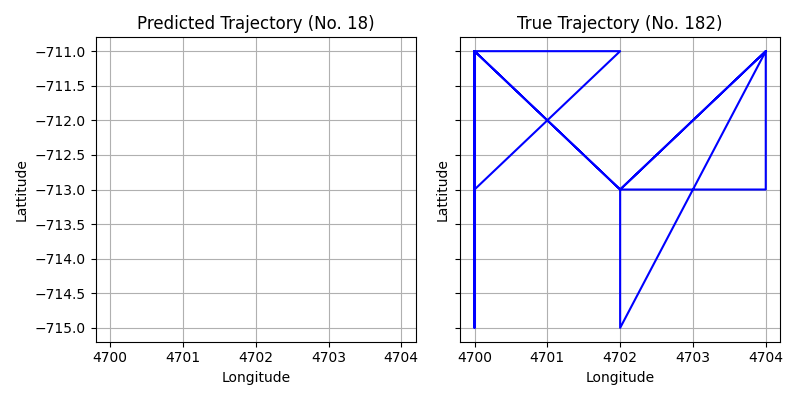 Predicted Trajectory (No. 18)
True Trajectory (No. 182)
Lattitude
−711.0
−711.5
−712.0
−712.5
−713.0
−713.5
−714.0
−714.5
−715.0
4700 4701 4702 4703 4704
Longitude
Lattitude
4700 4701 4702 4703 4704
Longitude